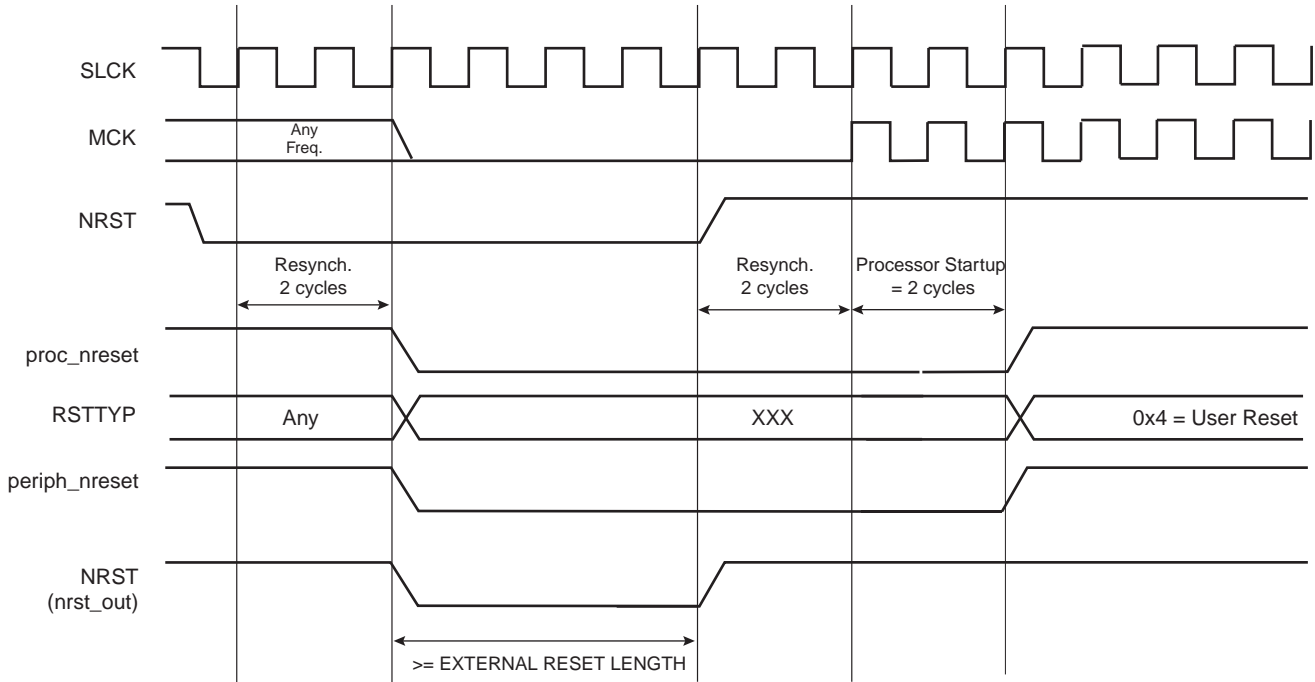 SLCK
MCK
Any
Freq.
NRST
Resynch.
2 cycles
Resynch.
2 cycles
Processor Startup
= 2 cycles
proc_nreset
RSTTYP
Any
XXX
0x4 = User Reset
periph_nreset
NRST
(nrst_out)
>= EXTERNAL RESET LENGTH